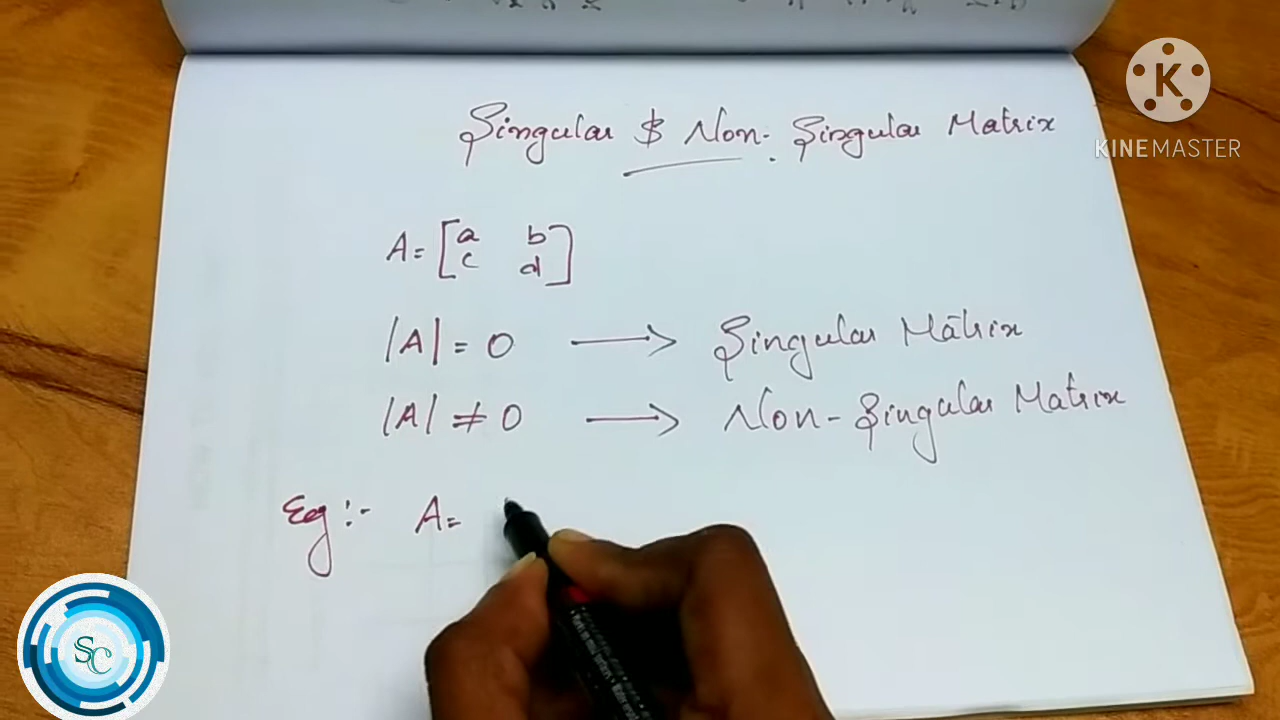 Singular & Non-Singular Matrix
KINEMASTER
A = [a b
c d]
|A| = 0 → Singular Matrix
|A| ≠ 0 → Non-Singular Matrix
Eg:- A =
SC